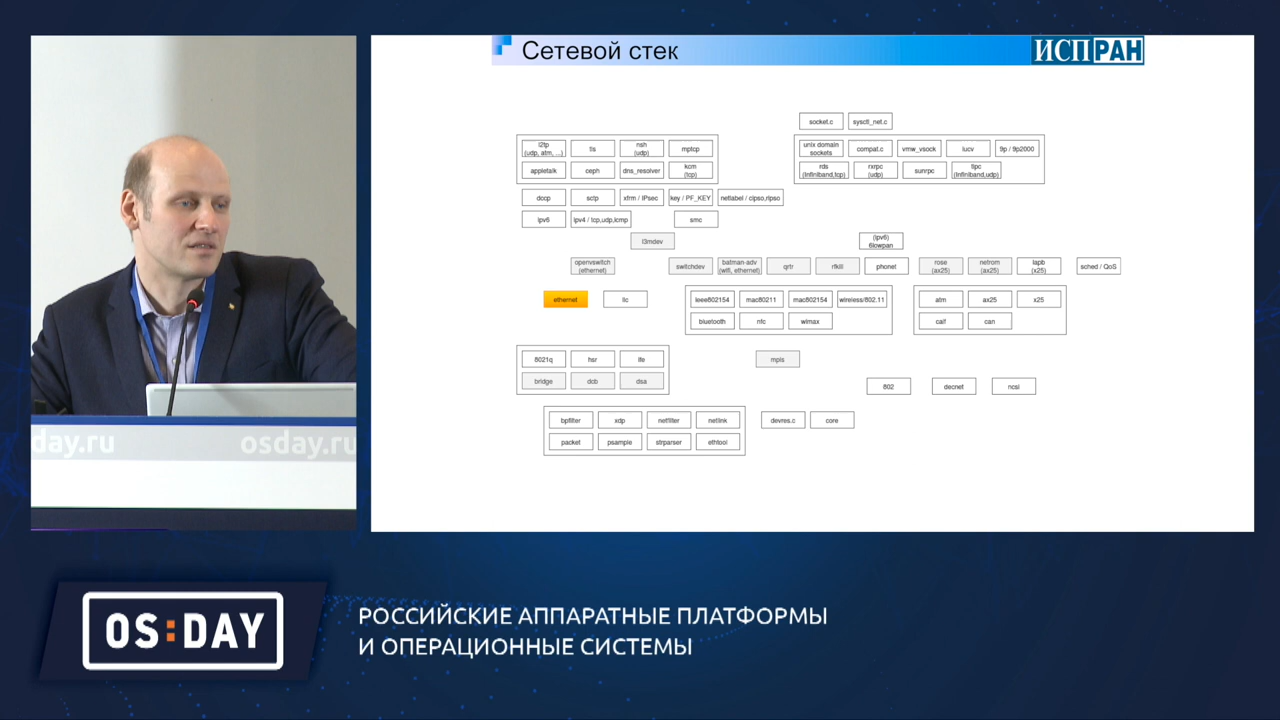 Сетевой стек
ИСПРАН
socket.c
sysctl_net.c
l2tp
(udp, atm, ...)
tls
nsh
(udp)
mptcp
appletalk
ceph
dns_resolver
kcm
(tcp)
unix domain
sockets
compat.c
vmw_vsock
iucv
9p / 9p2000
rds
(infiniband,tcp)
rxrpc
(udp)
sunrpc
tipc
(infiniband,udp)
dccp
sctp
xfrm / IPsec
key / PF_KEY
netlabel / cipso,ripso
ipv6
ipv4 / tcp,udp,icmp
smc
l3mdev
(ipv6)
6lowpan
openvswitch
(ethernet)
switchdev
batman-adv
(wifi, ethernet)
qrtr
rfkill
phonet
rose
(ax25)
netrom
(ax25)
lapb
(x25)
sched / QoS
ethernet
llc
ieee802154
mac80211
mac802154
wireless/802.11
bluetooth
nfc
wimax
atm
ax25
x25
caif
can
8021q
hsr
ife
bridge
dcb
dsa
mpls
802
decnet
ncsi
bpfilter
xdp
netfilter
netlink
packet
psample
strparser
ethtool
devres.c
core
day.ru
osday.ru
OS:DAY
РОССИЙСКИЕ АППАРАТНЫЕ ПЛАТФОРМЫ
И ОПЕРАЦИОННЫЕ СИСТЕМЫ